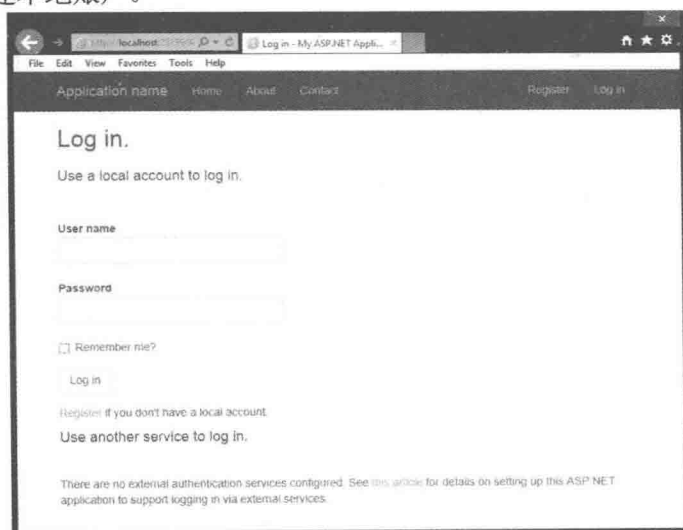 Log in - My ASP.NET Appli...
File Edit View Favorites Tools Help
Application name Home About Contact Register Log in
Log in.
Use a local account to log in.
User name
Password
Remember me?
Log in
Register if you don't have a local account.
Use another service to log in.
There are no external authentication services configured. See this article for details on setting up this ASP.NET
application to support logging in via external services.